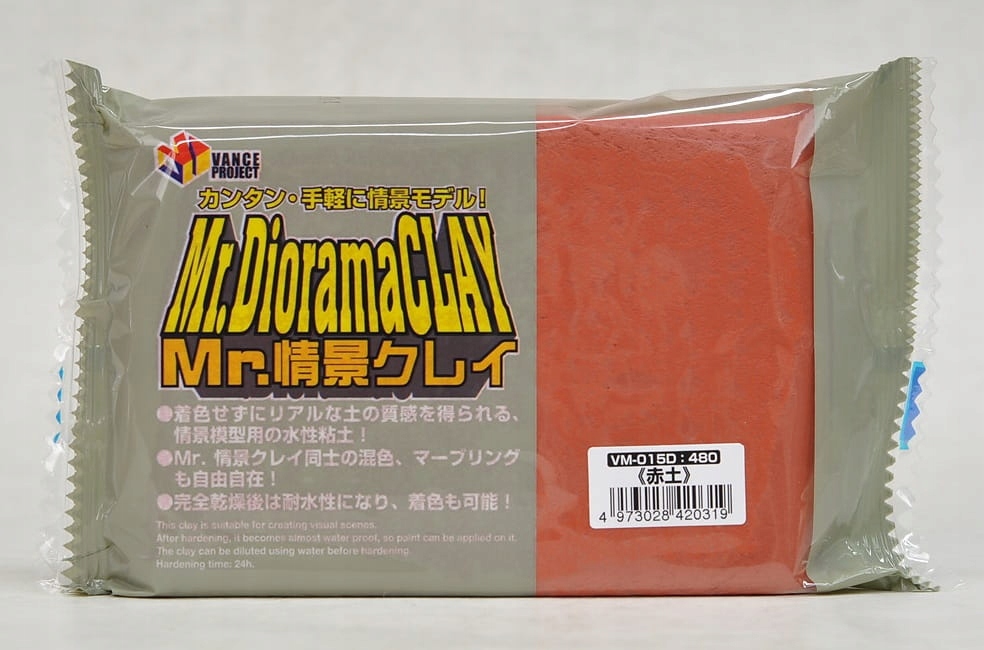 VANCE
PROJECT
カンタン・手軽に情景モデル!
Mr.DioramaCLAY
Mr.情景クレイ
●着色せずにリアルな土の質感を得られる、
情景模型用の水性粘土!
●Mr. 情景クレイ同士の混色、マーブリング
も自由自在!
●完全乾燥後は耐水性になり、着色も可能!
This clay is suitable for creating visual scenes.
After hardening, it becomes almost water proof, so paint can be applied on it.
The clay can be diluted using water before hardening.
Hardening time: 24h.
VM-015D:480
《赤土》
4 973028 420319